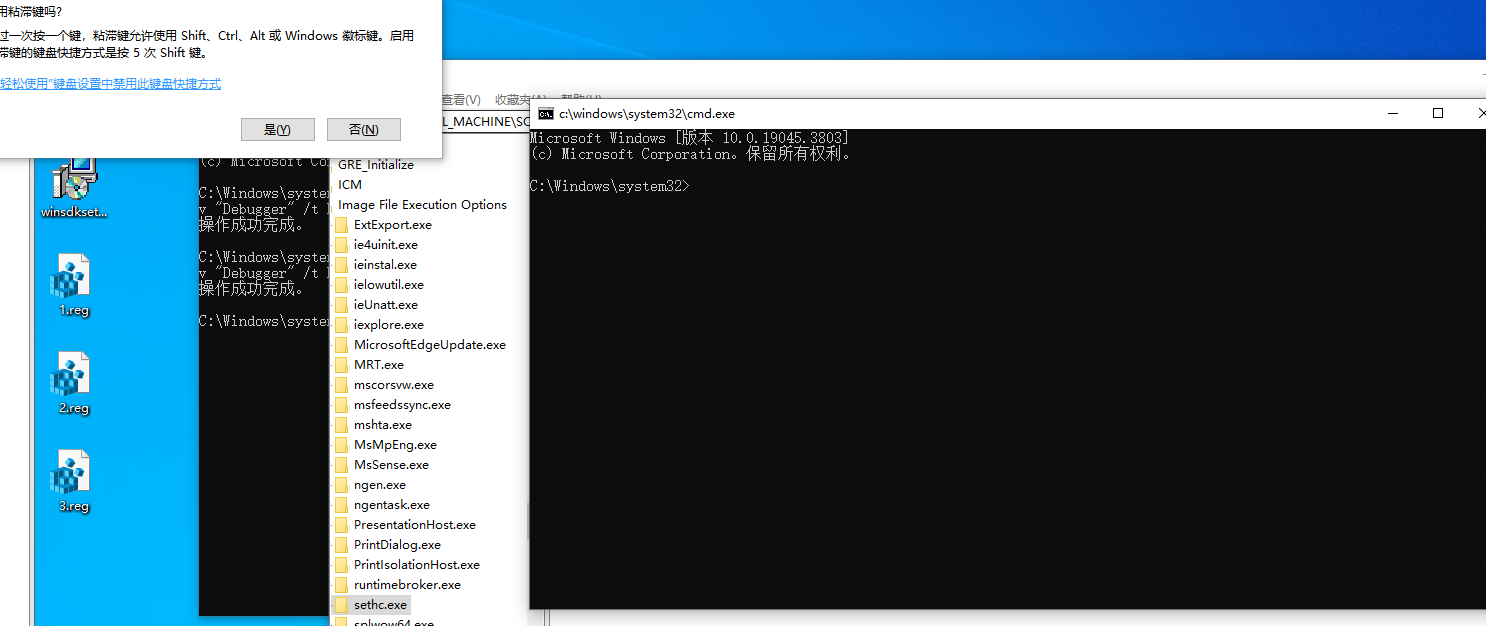 用粘滞键吗?
过一次按一个键，粘滞键允许使用 Shift、Ctrl、Alt 或 Windows 徽标键。启用
滞键的键盘快捷方式是按 5 次 Shift 键。
轻松使用"键盘设置中禁用此键盘快捷方式
是(Y)
否(N)
winsdkset...
1.reg
2.reg
3.reg
(c) Microsoft Co
C:\Windows\syste
v "Debugger" /t
操作成功完成。
C:\Windows\syste
v "Debugger" /t
操作成功完成。
C:\Windows\syste
查看(V) 收藏夹(A) 帮助(H)
L_MACHINE\SO
GRE_Initialize
ICM
Image File Execution Options
ExtExport.exe
ie4uinit.exe
ieinstal.exe
ielowutil.exe
ieUnatt.exe
iexplore.exe
MicrosoftEdgeUpdate.exe
MRT.exe
mscorsvw.exe
msfeedssync.exe
mshta.exe
MsMpEng.exe
MsSense.exe
ngen.exe
ngentask.exe
PresentationHost.exe
PrintDialog.exe
PrintIsolationHost.exe
runtimebroker.exe
sethc.exe
splwow64.exe
c:\windows\system32\cmd.exe
Microsoft Windows [版本 10.0.19045.3803]
(c) Microsoft Corporation。保留所有权利。
C:\Windows\system32>